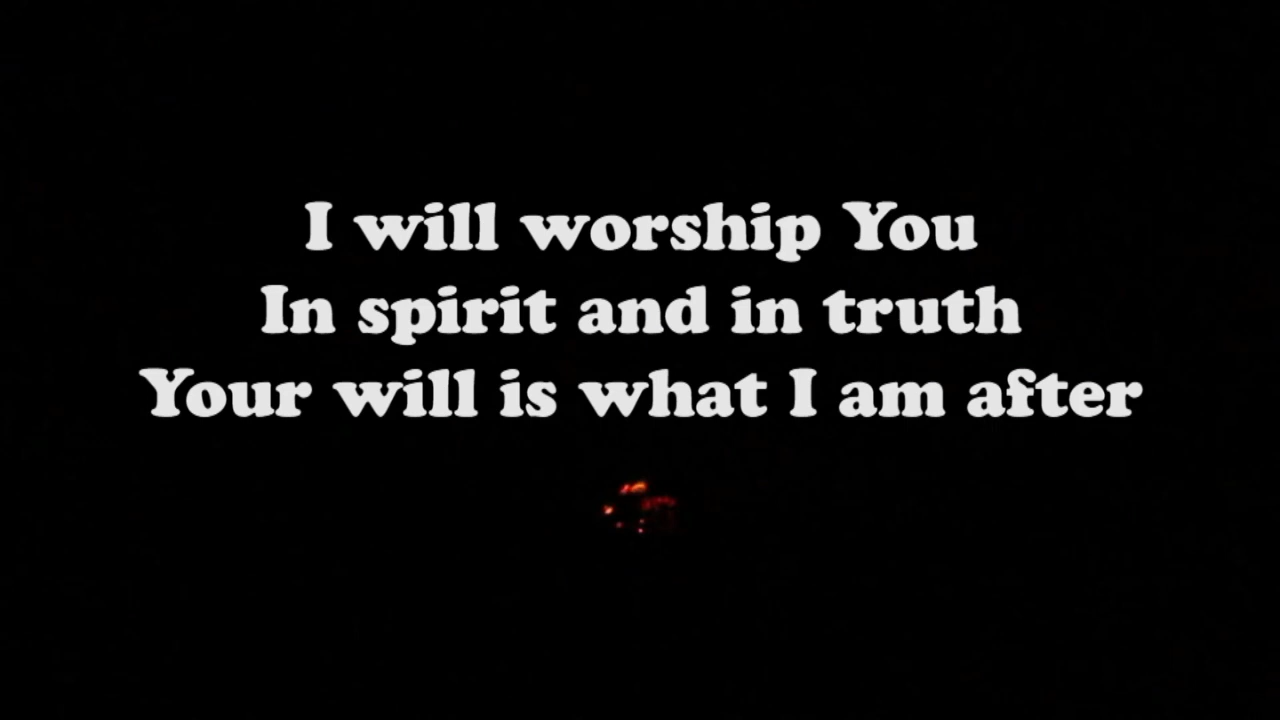 I will worship You
In spirit and in truth
Your will is what I am after